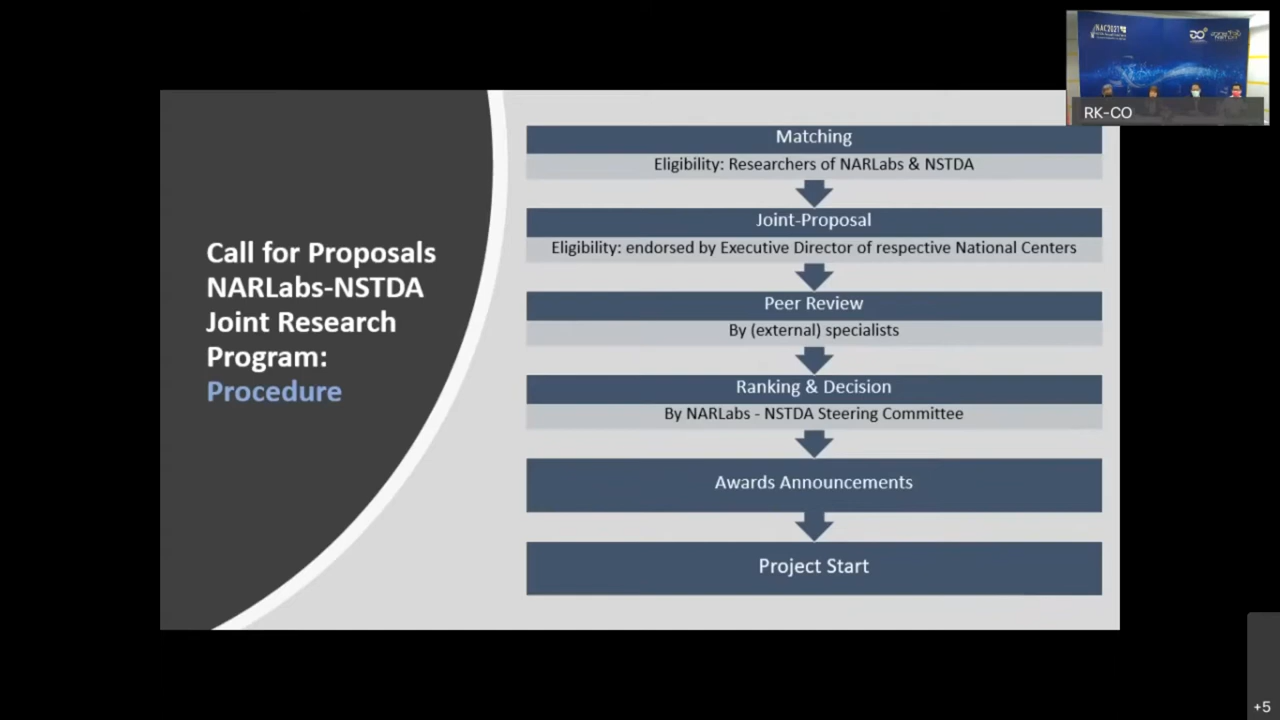 NAC2021
RK-CO
Call for Proposals
NARLabs-NSTDA
Joint Research
Program:
Procedure
Matching
Eligibility: Researchers of NARLabs & NSTDA
Joint-Proposal
Eligibility: endorsed by Executive Director of respective National Centers
Peer Review
By (external) specialists
Ranking & Decision
By NARLabs - NSTDA Steering Committee
Awards Announcements
Project Start
+5